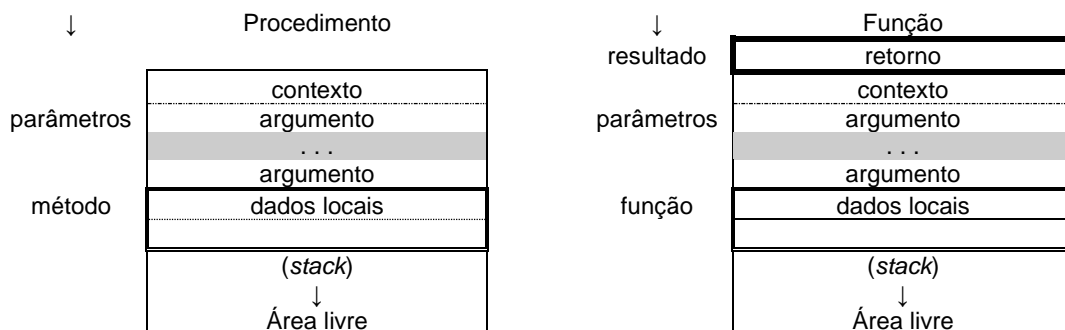 ↓ Procedimento
contexto
parâmetros argumento
. . .
argumento
método dados locais
(stack)
↓
Área livre
↓ Função
resultado retorno
contexto
parâmetros argumento
. . .
argumento
função dados locais
(stack)
↓
Área livre